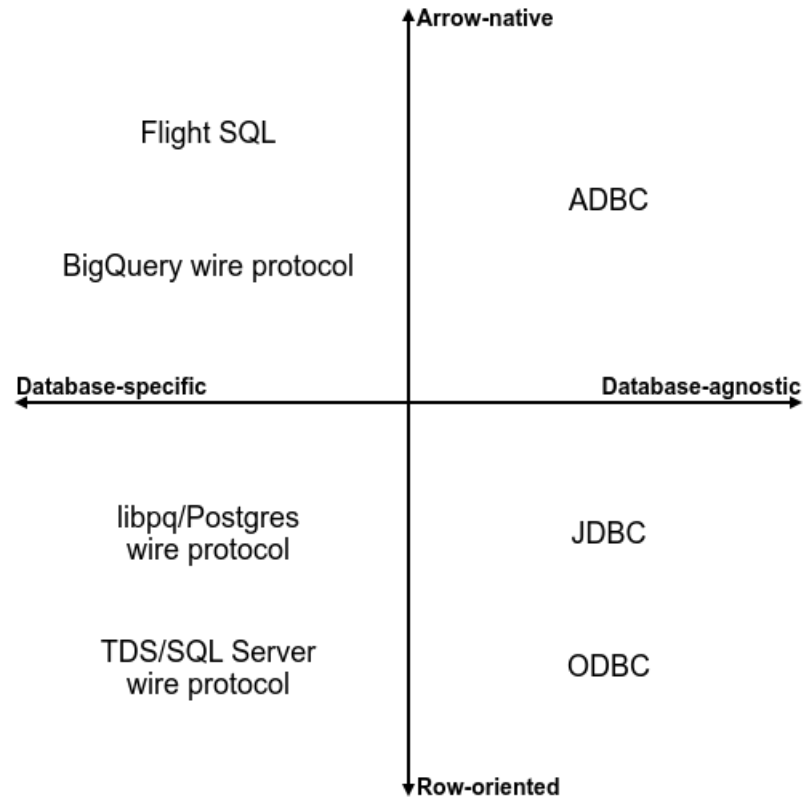 Arrow-native
Flight SQL
ADBC
BigQuery wire protocol
Database-specific
Database-agnostic
libpq/Postgres
wire protocol
JDBC
TDS/SQL Server
wire protocol
ODBC
Row-oriented